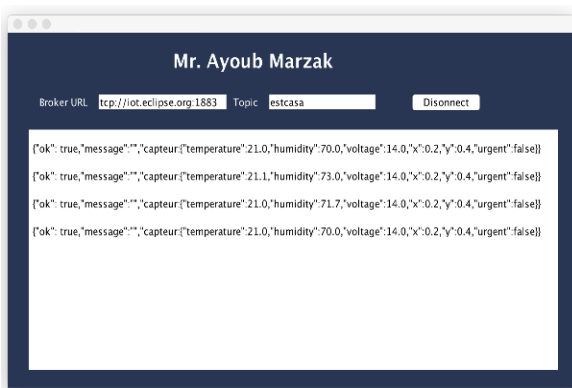 Mr. Ayoub Marzak
Broker URL tcp://iot.eclipse.org:1883 Topic estcasa Disonnect
{"ok": true,"message":"","capteur:{"temperature":21.0,"humidity":70.0,"voltage":14.0,"x":0.2,"y":0.4,"urgent":false}}
{"ok": true,"message":"","capteur:{"temperature":21.1,"humidity":73.0,"voltage":14.0,"x":0.2,"y":0.4,"urgent":false}}
{"ok": true,"message":"","capteur:{"temperature":21.0,"humidity":71.7,"voltage":14.0,"x":0.2,"y":0.4,"urgent":false}}
{"ok": true,"message":"","capteur:{"temperature":21.0,"humidity":70.0,"voltage":14.0,"x":0.2,"y":0.4,"urgent":false}}